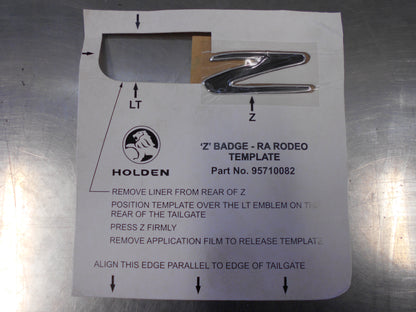 LT
Z
Z
'Z' BADGE - RA RODEO
TEMPLATE
Part No. 95710082
HOLDEN
REMOVE LINER FROM REAR OF Z
POSITION TEMPLATE OVER THE LT EMBLEM ON THE
REAR OF THE TAILGATE
PRESS Z FIRMLY
REMOVE APPLICATION FILM TO RELEASE TEMPLATE
ALIGN THIS EDGE PARALLEL TO EDGE OF TAILGATE